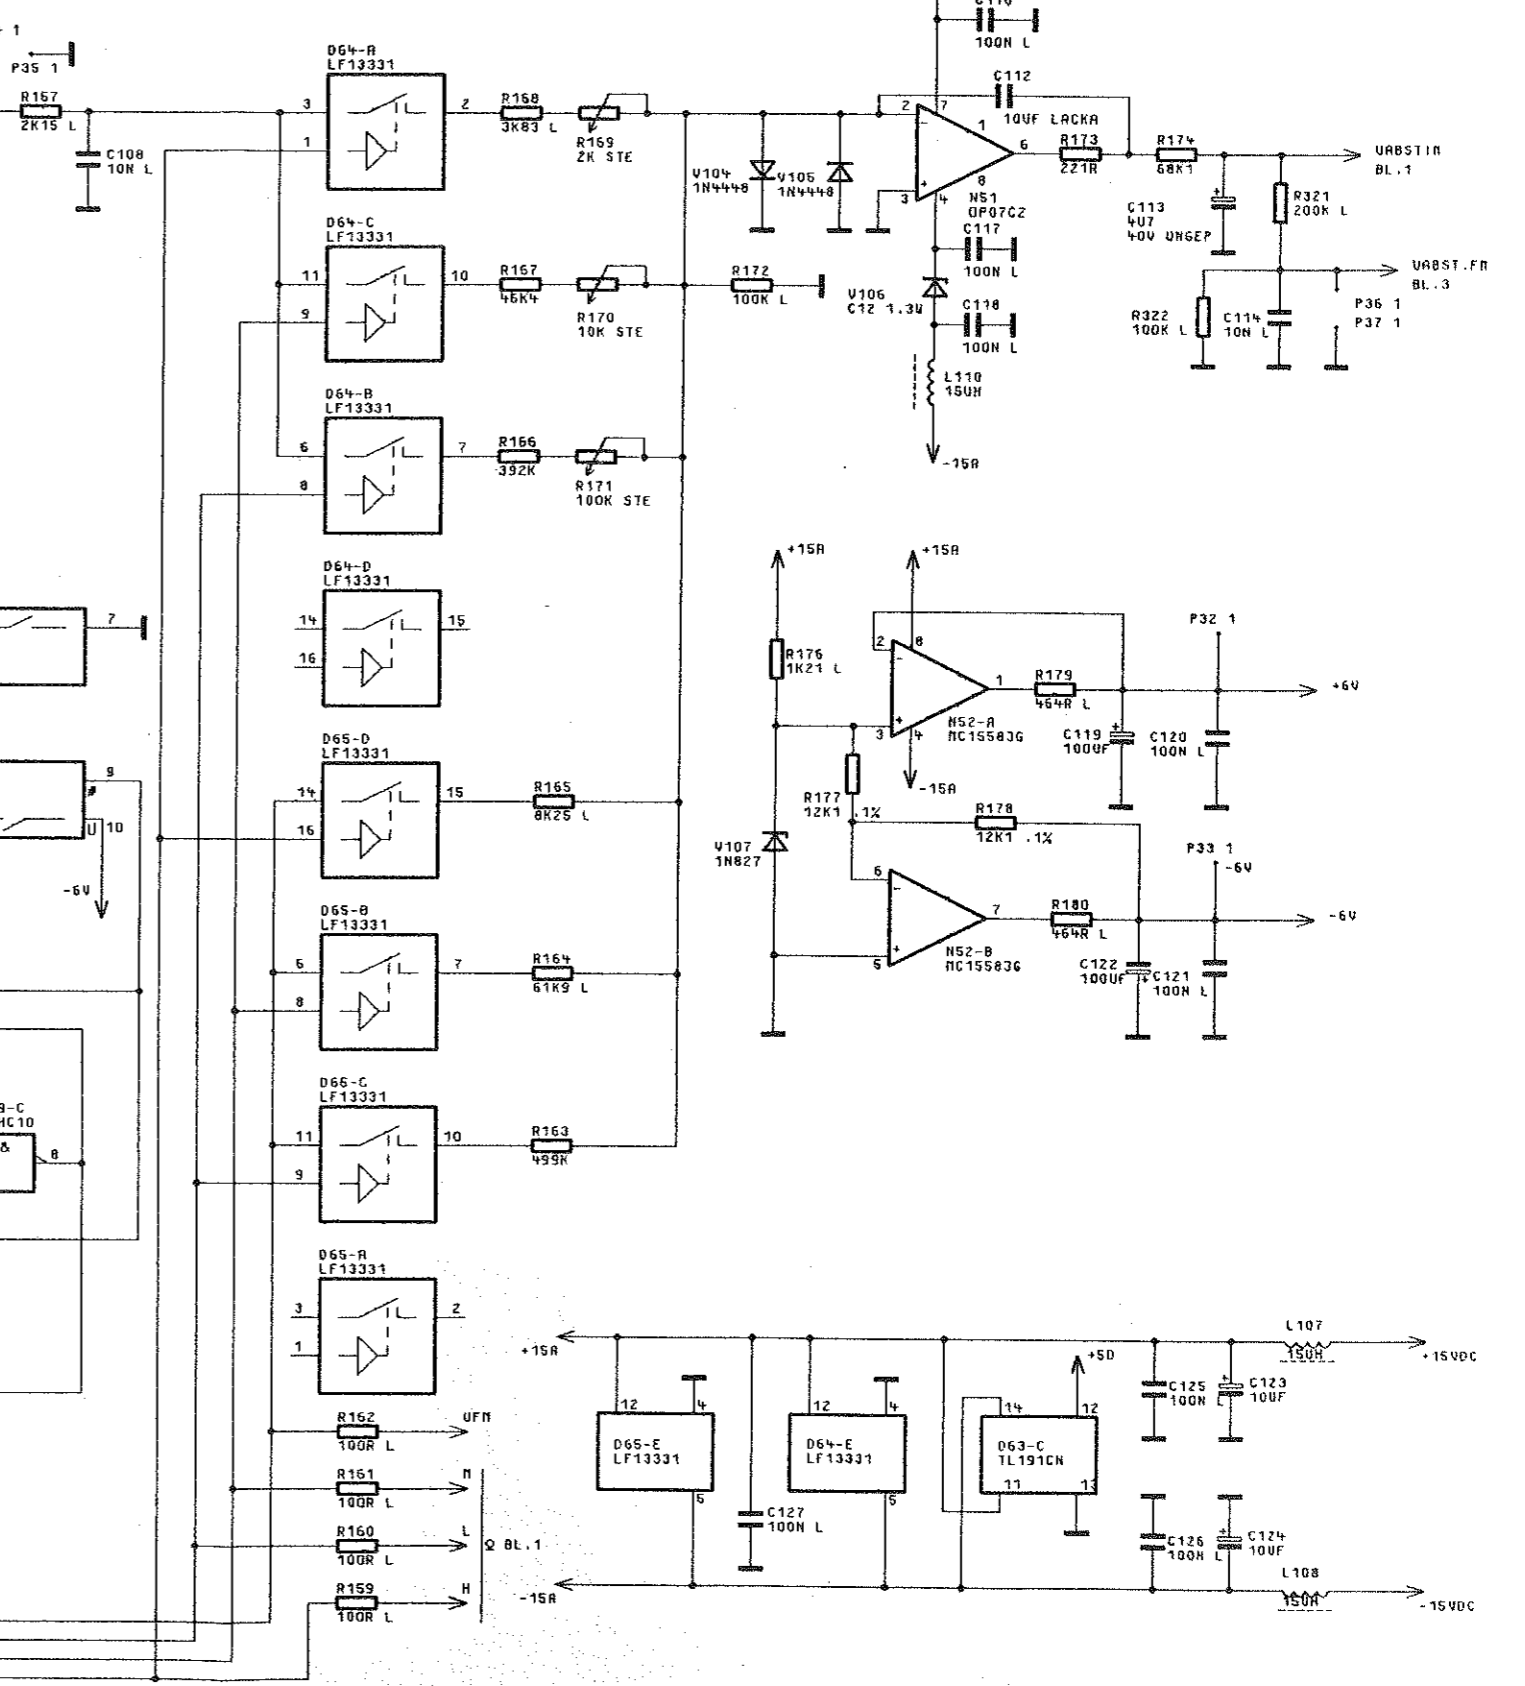 1
P35 1
R157
2K15 L
C108
10N L
D64-A
LF13331
3
2
1
R168
3K83 L
R169
2K STE
100N L
C112
10UF LACKA
2
7
1
6
8
3
4
N51
OP07CZ
V104
1N4448
V105
1N4448
R173
221R
R174
68K1
UABSTIM
BL.1
C113
4U7
40V UNGEP
R321
200K L
UABST.FM
BL.3
R322
100K L
C114
10N L
P36 1
P37 1
C117
100N L
V106
C12 1.3W
C118
100N L
L110
15UH
-15A
D64-C
LF13331
11
10
9
R167
46K4
R170
10K STE
R172
100K L
D64-B
LF13331
6
7
8
R166
392K
R171
100K STE
D64-D
LF13331
14
15
16
7
9
#
U
10
-6V
+15A
+15A
R176
1K21 L
2
8
1
3
4
N52-A
MC1558JG
-15A
R179
464R L
P32 1
+6V
C119
100UF
C120
100N L
R177
12K1 .1%
R178
12K1 .1%
V107
1N827
6
7
5
N52-B
MC1558JG
R180
464R L
P33 1
-6V
-6V
C122
100UF
C121
100N L
D65-D
LF13331
14
15
16
R165
8K25 L
D65-B
LF13331
6
7
8
R164
61K9 L
D65-C
LF13331
11
10
9
R163
499K
-C
HC10
&
8
D65-A
LF13331
3
2
1
R162
100R L
UFM
R161
100R L
M
R160
100R L
L
BL.1
R159
100R L
H
+15A
-15A
12
4
D65-E
LF13331
5
C127
100N L
12
4
D64-E
LF13331
5
+5D
14
12
D63-C
TL191CN
11
13
C125
100N L
C123
10UF
L107
15UH
+15VDC
C126
100N L
C124
10UF
L108
15UH
-15VDC